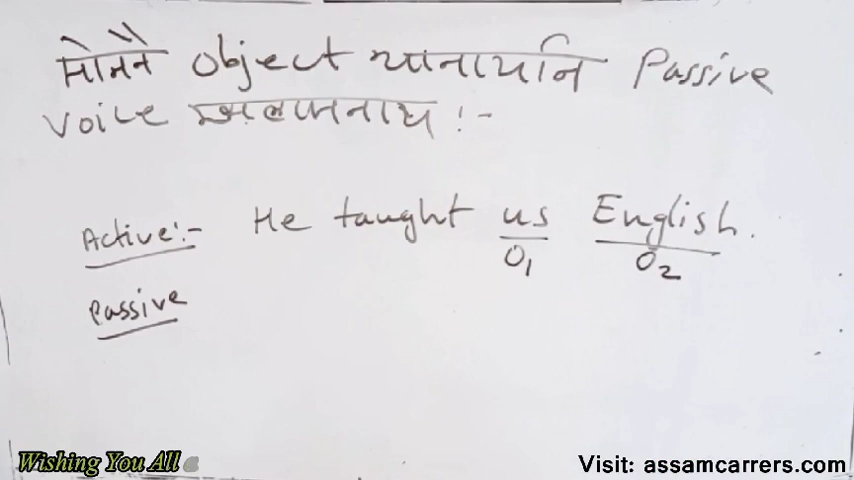 मोननै Object थानायनि Passive
Voice सोलायनाय :-
Active:- He taught us English.
O1 O2
Passive
Wishing You All a
Visit: assamcarrers.com